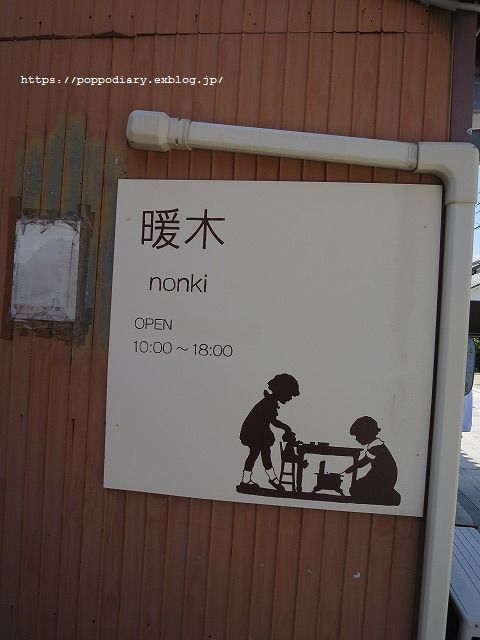 https://poppodiary.exblog.jp/
暖木
nonki
OPEN
10:00～18:00